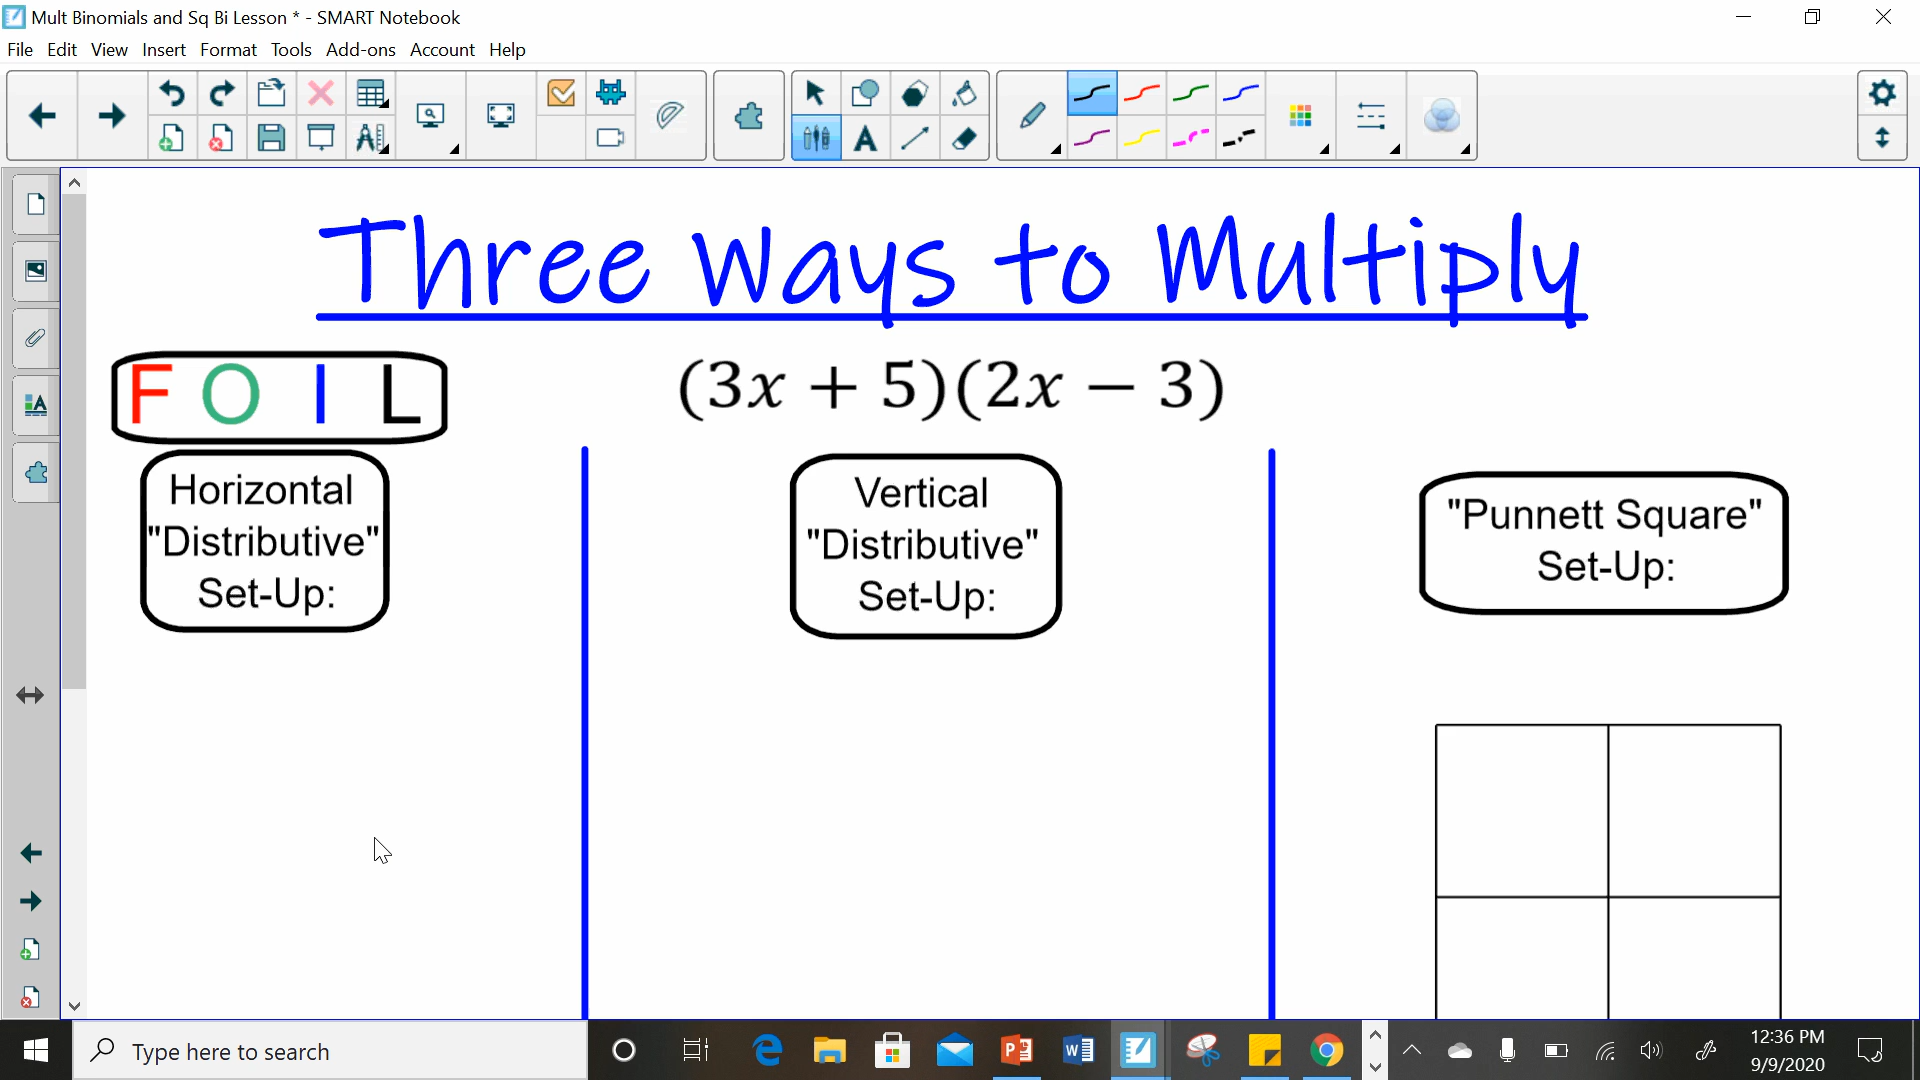 Mult Binomials and Sq Bi Lesson * - SMART Notebook
File Edit View Insert Format Tools Add-ons Account Help
Three Ways to Multiply
F O I L
(3x + 5)(2x − 3)
Horizontal
"Distributive"
Set-Up:
Vertical
"Distributive"
Set-Up:
"Punnett Square"
Set-Up:
Type here to search
12:36 PM
9/9/2020